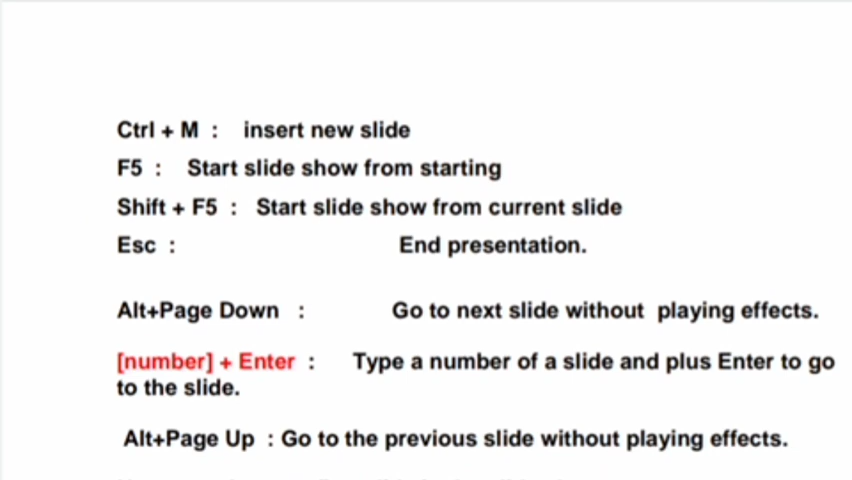 Ctrl + M : insert new slide
F5 : Start slide show from starting
Shift + F5 : Start slide show from current slide
Esc : End presentation.
Alt+Page Down : Go to next slide without playing effects.
[number] + Enter : Type a number of a slide and plus Enter to go
to the slide.
Alt+Page Up : Go to the previous slide without playing effects.